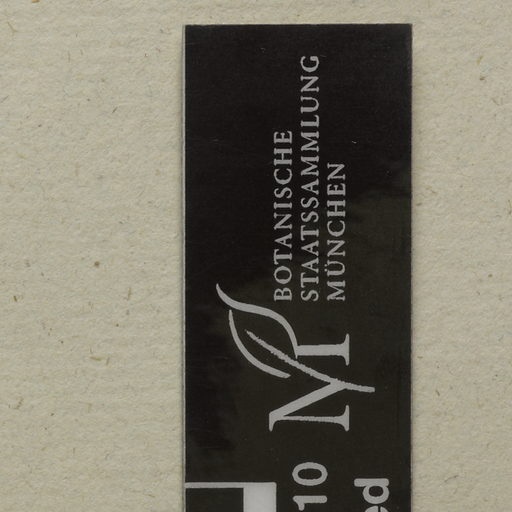 BOTANISCHE
STAATSSAMMLUNG
MÜNCHEN
M
10
ed